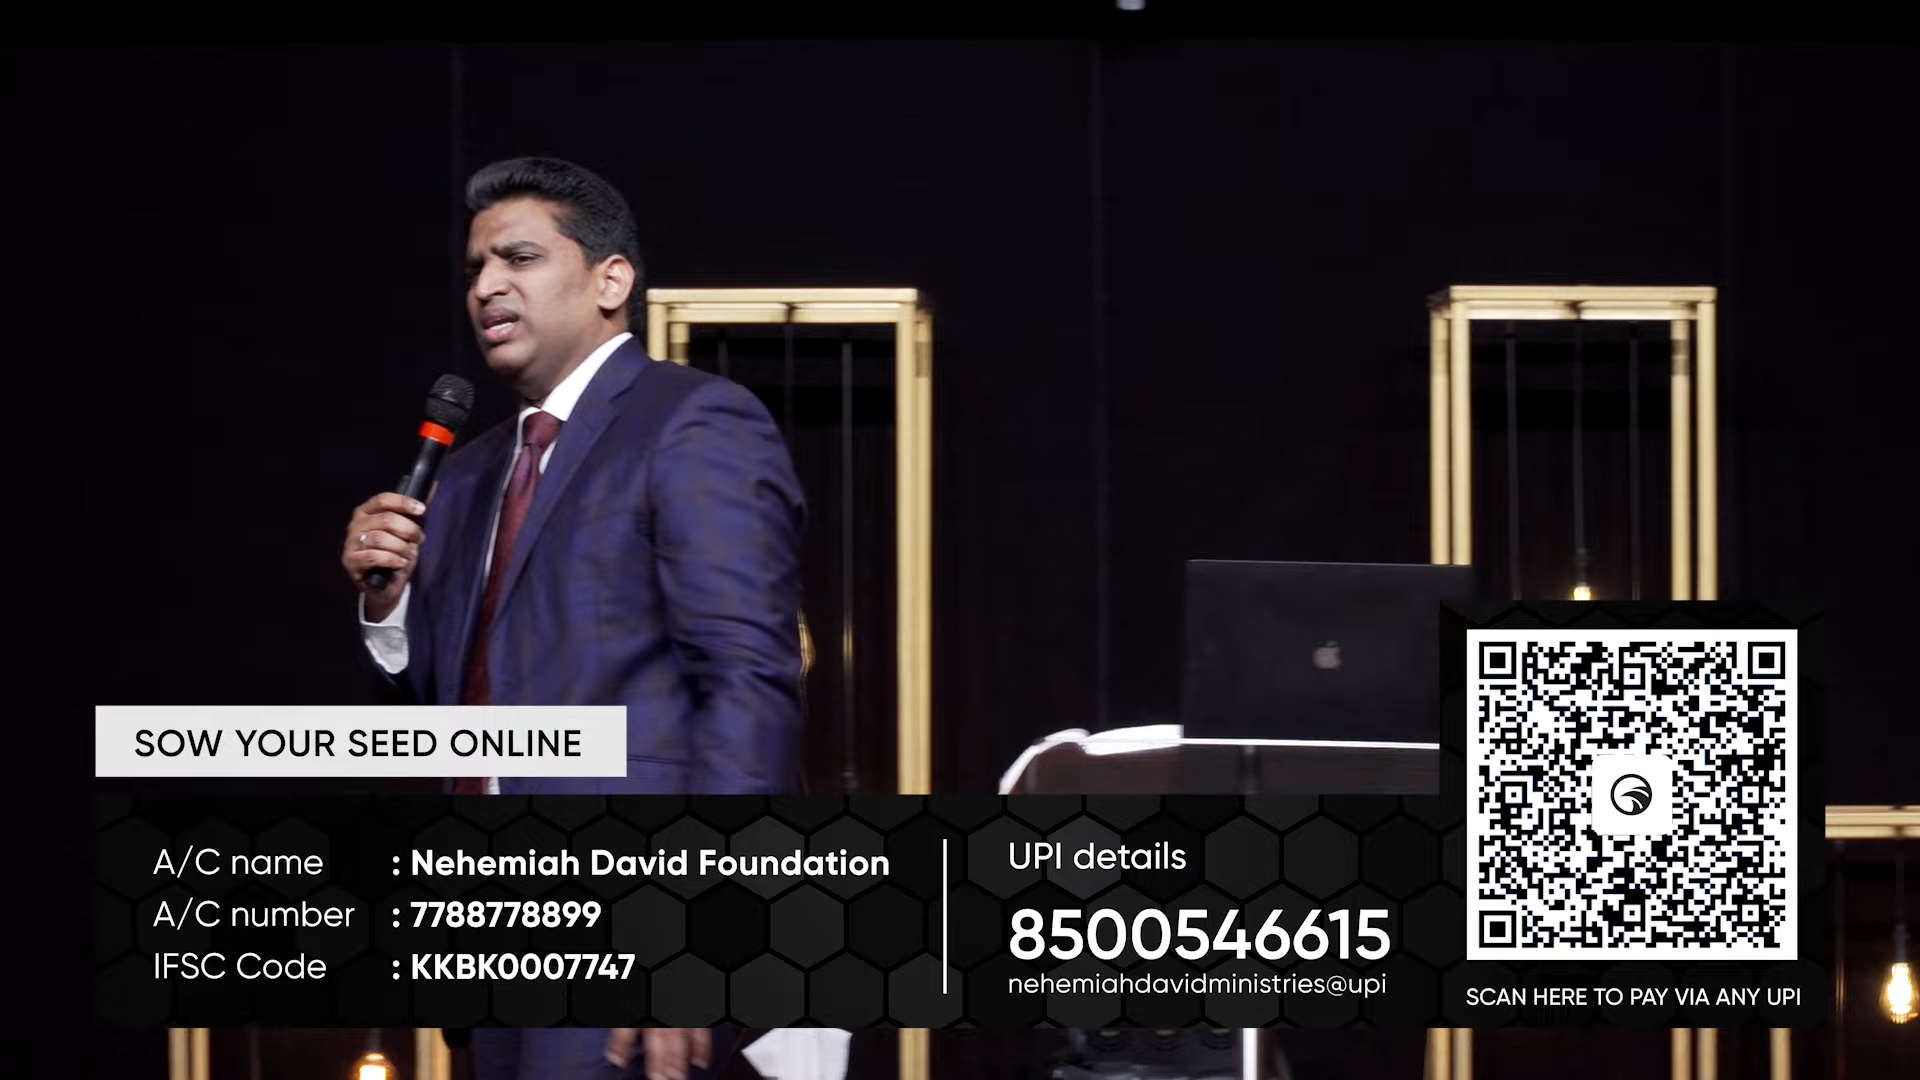 SOW YOUR SEED ONLINE
A/C name : Nehemiah David Foundation
A/C number : 7788778899
IFSC Code : KKBK0007747
UPI details
8500546615
nehemiahdavidministries@upi
SCAN HERE TO PAY VIA ANY UPI